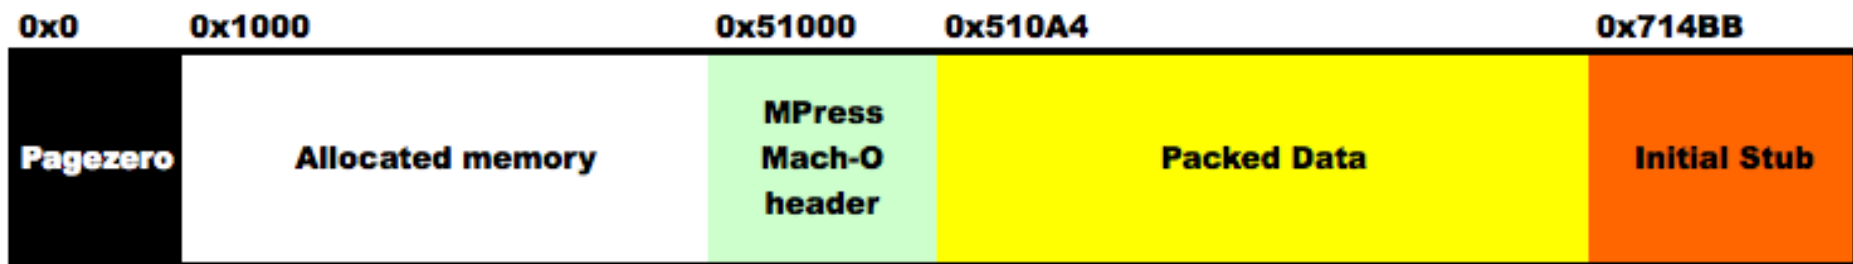 0x0 0x1000 0x51000 0x510A4 0x714BB
Pagezero Allocated memory MPress Mach-O header Packed Data Initial Stub